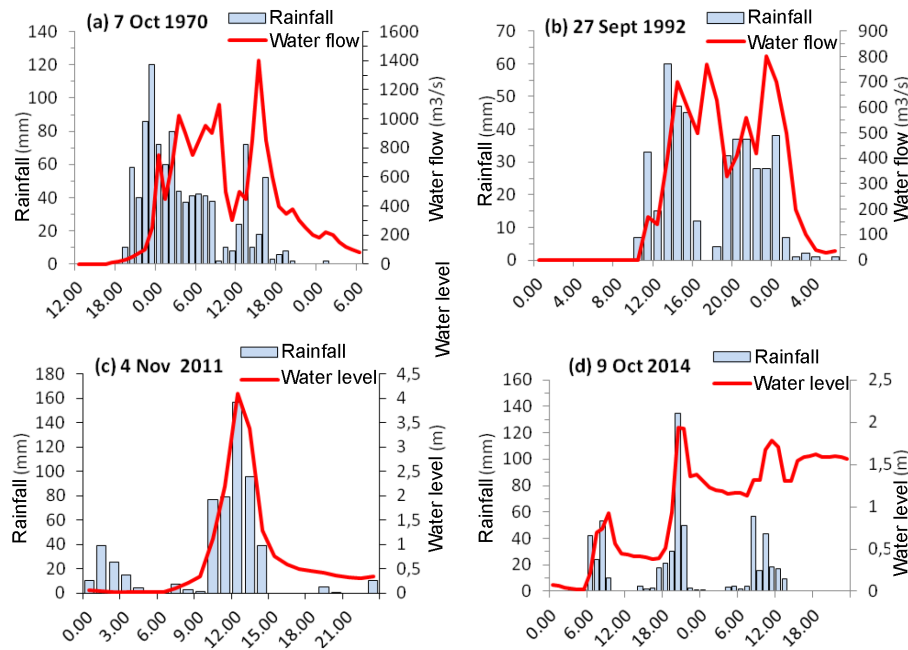 (a) 7 Oct 1970
Rainfall
Water flow
140
120
100
80
60
40
20
0
Rainfall (mm)
1600
1400
1200
1000
800
600
400
200
0
Water flow (m3/s)
12.00 18.00 0.00 6.00 12.00 18.00 0.00 6.00
Water level
(b) 27 Sept 1992
Rainfall
Water flow
70
60
50
40
30
20
10
0
Rainfall (mm)
900
800
700
600
500
400
300
200
100
0
Water flow (m3/s)
0.00 4.00 8.00 12.00 16.00 20.00 0.00 4.00
(c) 4 Nov 2011
Rainfall
Water level
180
160
140
120
100
80
60
40
20
0
Rainfall (mm)
4,5
4
3,5
3
2,5
2
1,5
1
0,5
0
Water level (m)
0.00 3.00 6.00 9.00 12.00 15.00 18.00 21.00
(d) 9 Oct 2014
Rainfall
Water level
160
140
120
100
80
60
40
20
0
Rainfall (mm)
2,5
2
1,5
1
0,5
0
Water level (m)
0.00 6.00 12.00 18.00 0.00 6.00 12.00 18.00